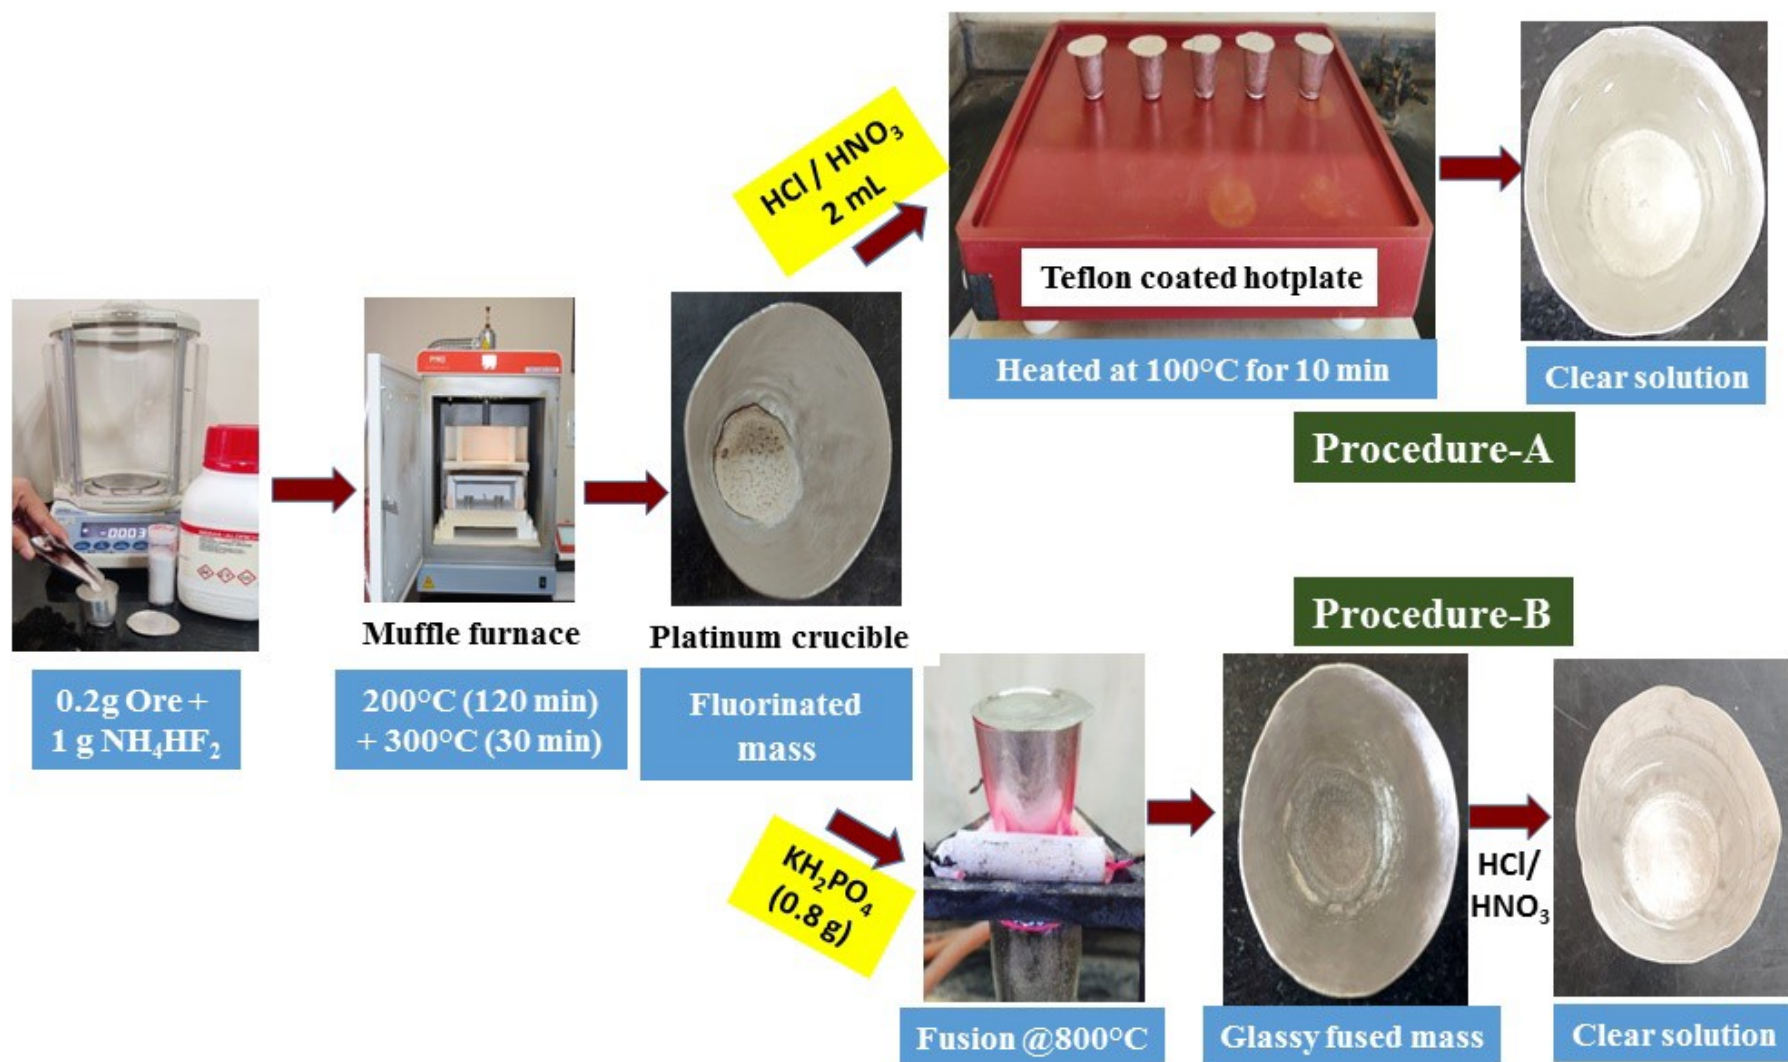 HCl / HNO₃
2 mL
Teflon coated hotplate
Heated at 100°C for 10 min
Clear solution
Procedure-A
-0003
PYRO
Muffle furnace
Platinum crucible
0.2g Ore +
1 g NH₄HF₂
200°C (120 min)
+ 300°C (30 min)
Fluorinated
mass
Procedure-B
KH₂PO₄
(0.8 g)
HCl/
HNO₃
Fusion @800°C
Glassy fused mass
Clear solution